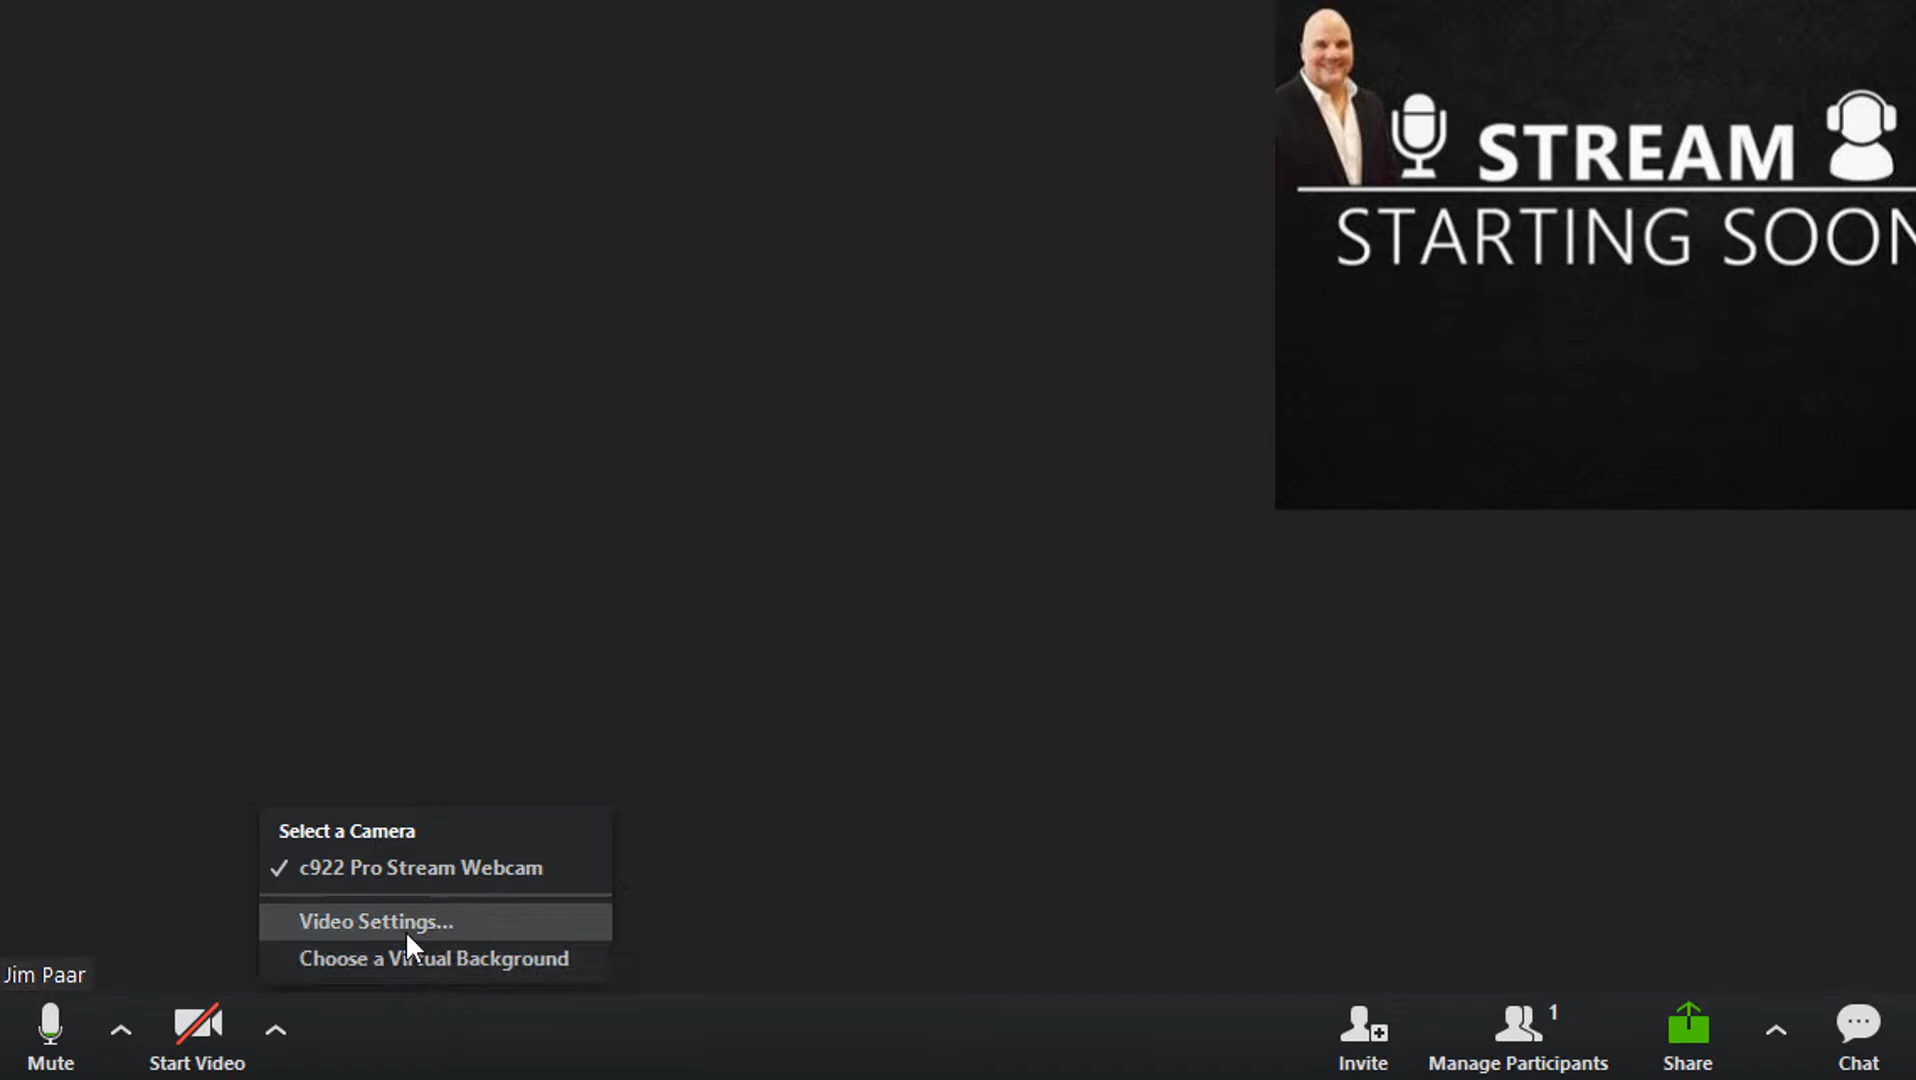 STREAM
STARTING SOON
Select a Camera
c922 Pro Stream Webcam
Video Settings...
Choose a Virtual Background
Jim Paar
Mute
Start Video
Invite
1
Manage Participants
Share
Chat